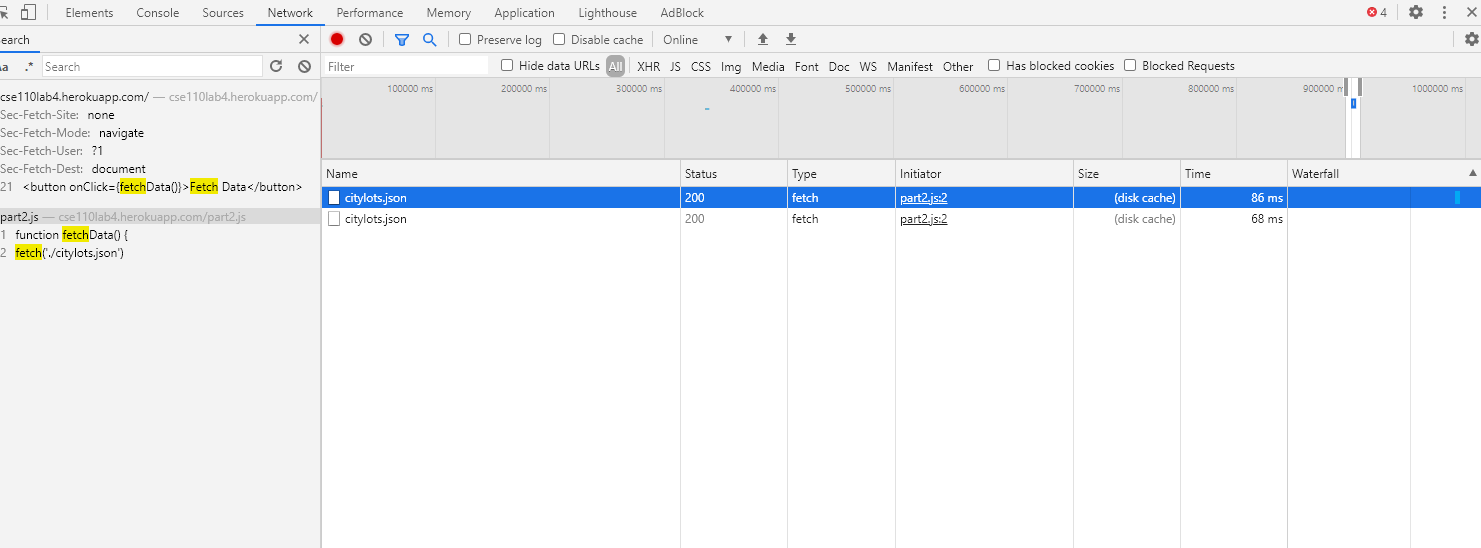 Elements Console Sources Network Performance Memory Application Lighthouse AdBlock 4
earch
Preserve log Disable cache Online
Aa .* Search
Filter Hide data URLs All XHR JS CSS Img Media Font Doc WS Manifest Other Has blocked cookies Blocked Requests
100000 ms 200000 ms 300000 ms 400000 ms 500000 ms 600000 ms 700000 ms 800000 ms 900000 m 1000000 ms
cse110lab4.herokuapp.com/ — cse110lab4.herokuapp.com/
Sec-Fetch-Site: none
Sec-Fetch-Mode: navigate
Sec-Fetch-User: ?1
Sec-Fetch-Dest: document
21 <button onClick={fetchData()}>Fetch Data</button>
part2.js — cse110lab4.herokuapp.com/part2.js
1 function fetchData() {
2 fetch('./citylots.json')
Name Status Type Initiator Size Time Waterfall
citylots.json 200 fetch part2.js:2 (disk cache) 86 ms
citylots.json 200 fetch part2.js:2 (disk cache) 68 ms